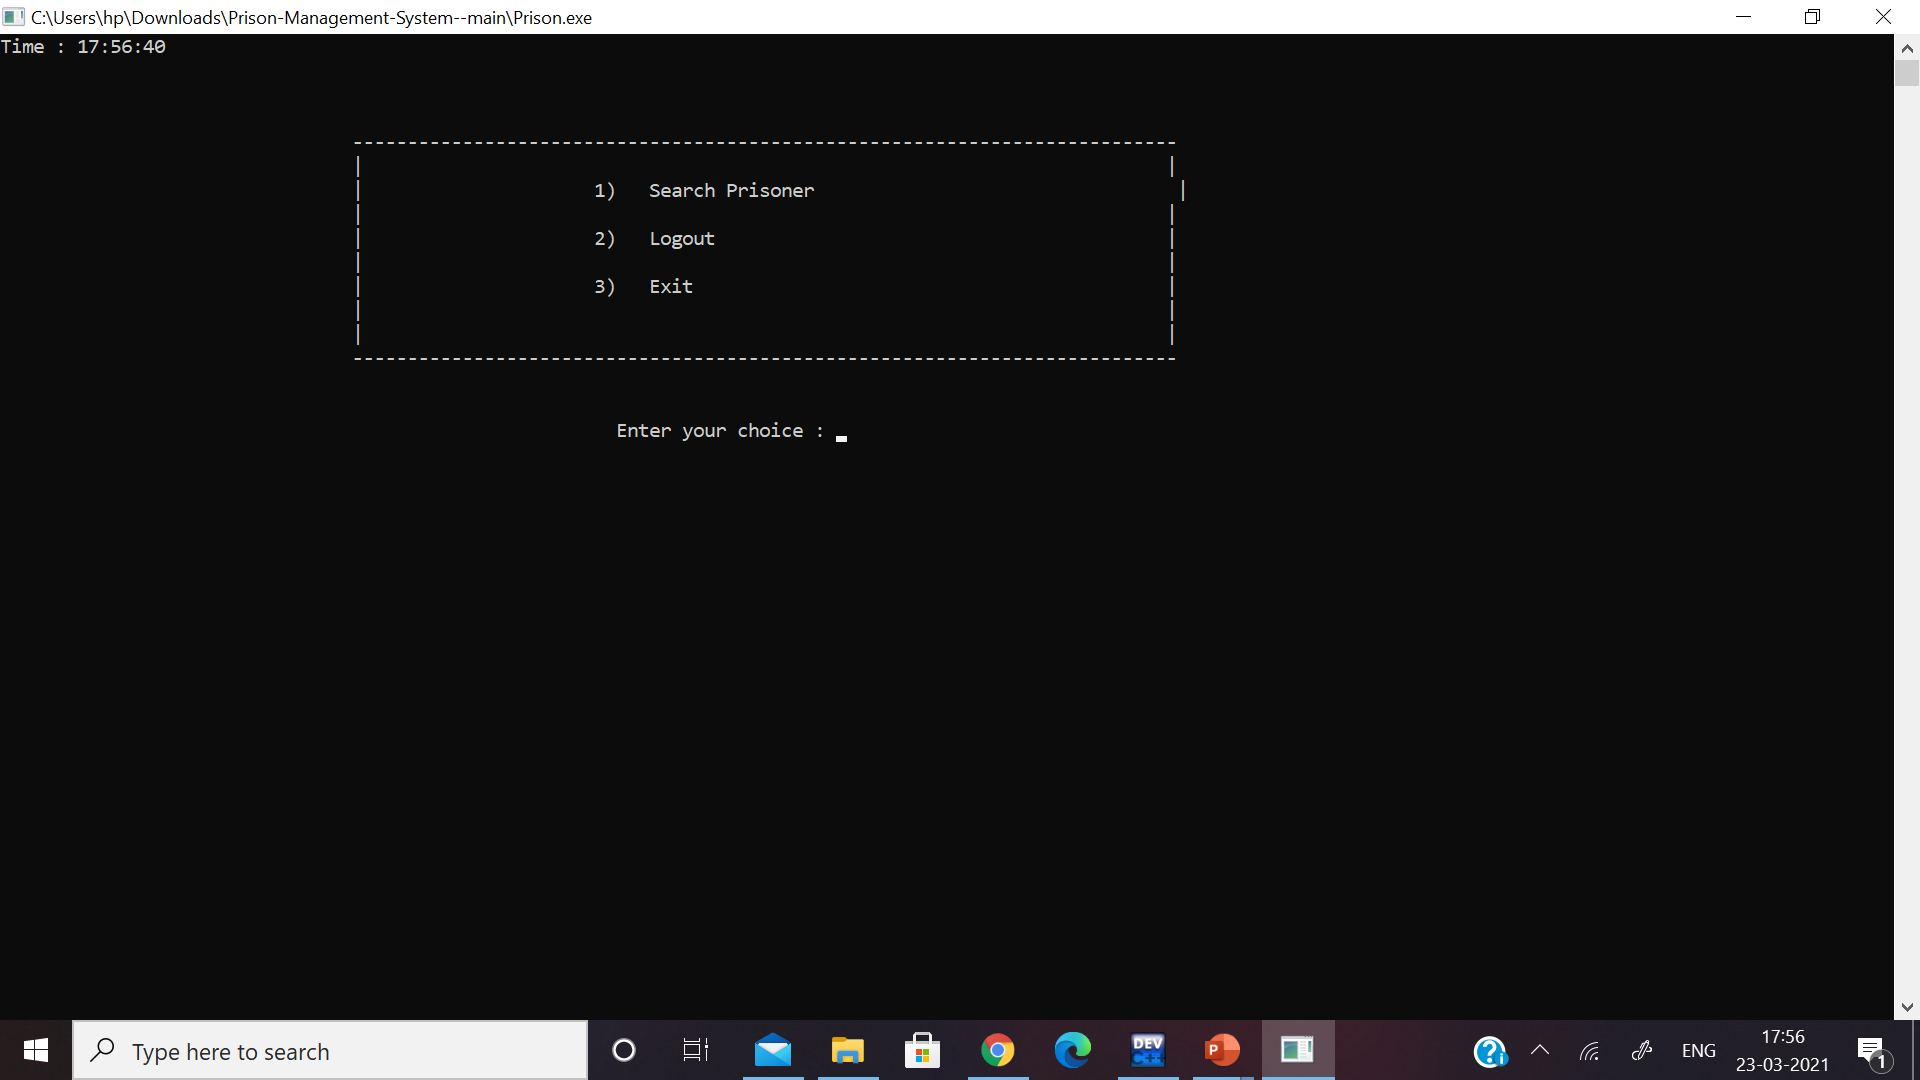 C:\Users\hp\Downloads\Prison-Management-System--main\Prison.exe
Time : 17:56:40
1) Search Prisoner
2) Logout
3) Exit
Enter your choice :
Type here to search
DEV
C++
P
ENG
17:56
23-03-2021
1